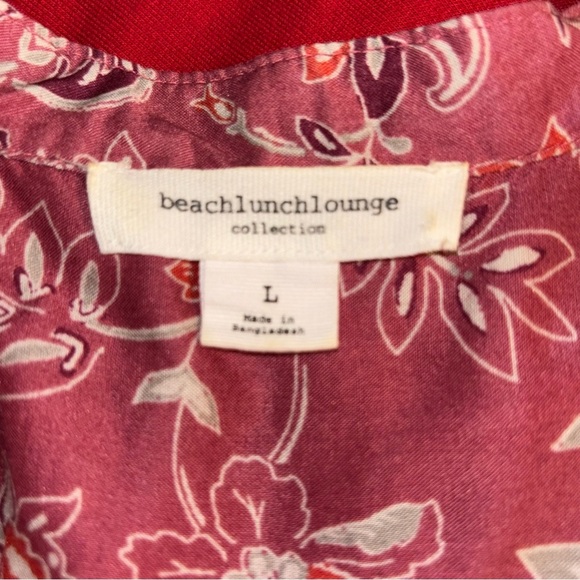 beachlunchlounge
collection
L
Made in
Bangladesh